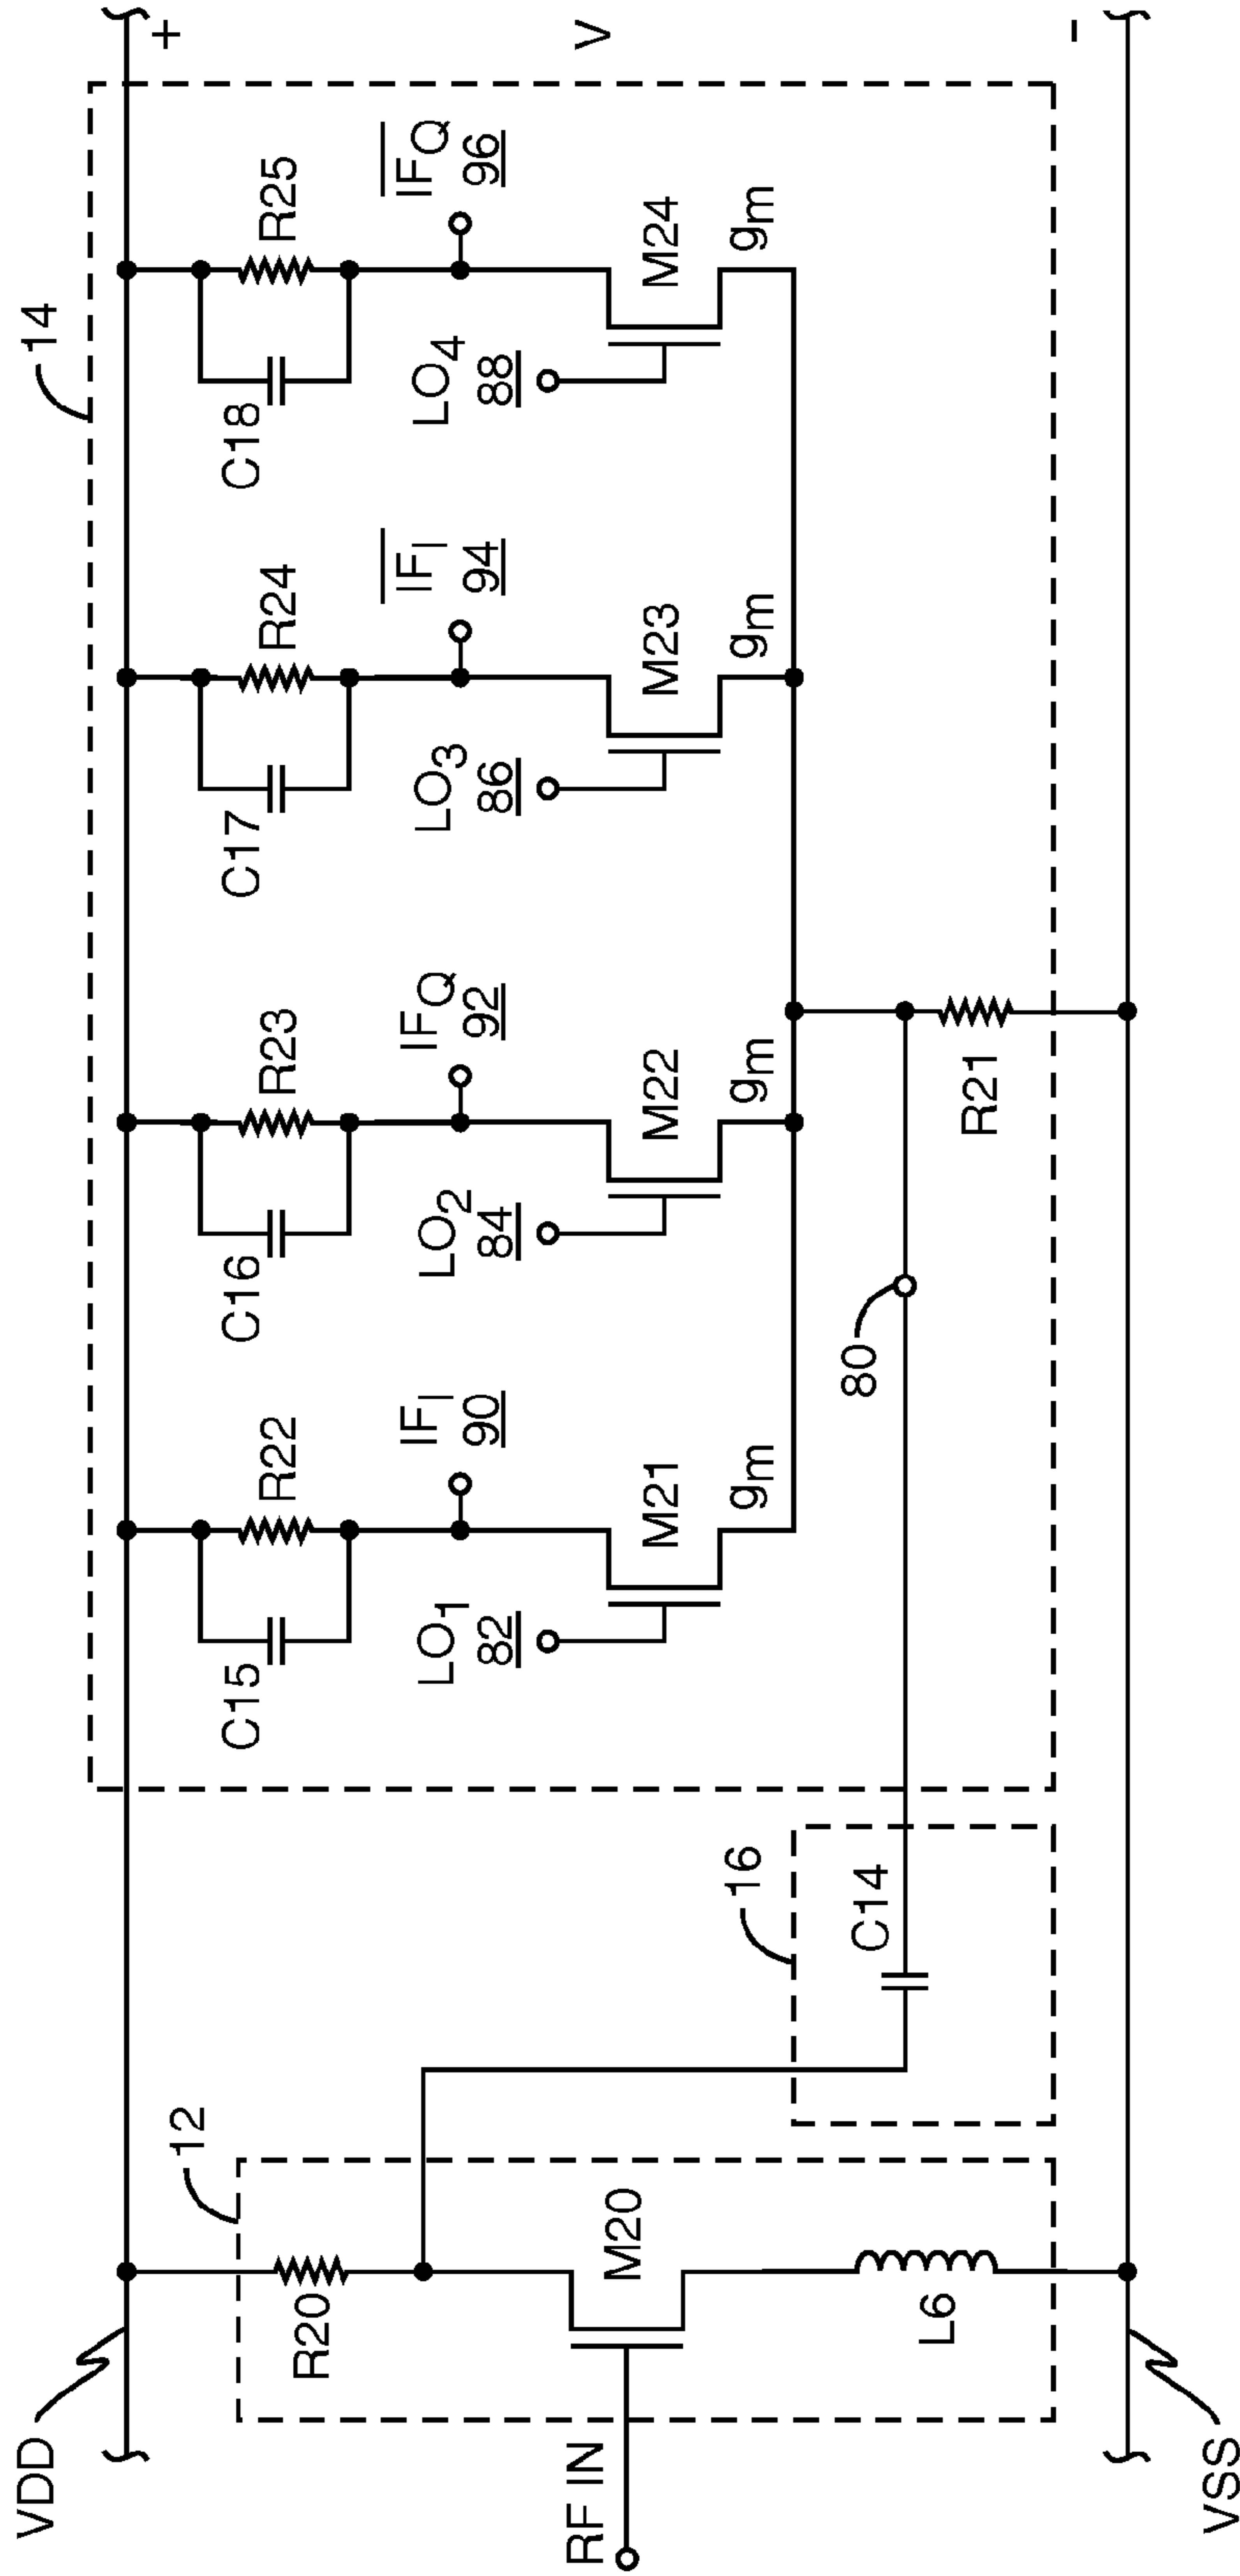 VDD
12
14
+
R20
C15
R22
C16
R23
C17
R24
C18
R25
LO1
82
IFI
90
LO2
84
IFQ
92
LO3
86
IFI
94
LO4
88
IFQ
96
V
RF IN
M20
M21
M22
M23
M24
gm
gm
gm
gm
16
C14
80
L6
R21
-
VSS